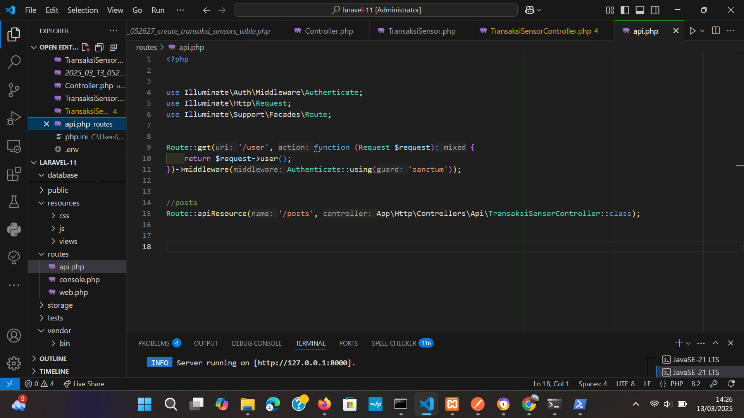 File Edit Selection View Go Run ··· laravel-11 [Administrator]
EXPLORER ···
_052827_create_transaksi_sensors_table.php Controller.php TransaksiSensor.php TransaksiSensorController.php 4 api.php
OPEN EDIT...
TransaksiSensor...
2025_03_13_052...
Controller.php
TransaksiSensor...
TransaksiSe... 4
api.php routes
php.ini C:\Users\...
.env
LARAVEL-11
database
public
resources
css
js
views
routes
api.php
console.php
web.php
storage
tests
vendor
bin
OUTLINE
TIMELINE
routes > api.php
1 <?php
2
3
4 use Illuminate\Auth\Middleware\Authenticate;
5 use Illuminate\Http\Request;
6 use Illuminate\Support\Facades\Route;
7
8
9 Route::get(uri: '/user', action: function (Request $request): mixed {
10 return $request->user();
11 })->middleware(middleware: Authenticate::using(guard: 'sanctum'));
12
13
14 //posts
15 Route::apiResource(name: '/posts', controller: App\Http\Controllers\Api\TransaksiSensorController::class);
16
17
18
PROBLEMS 4 OUTPUT DEBUG CONSOLE TERMINAL PORTS SPELL CHECKER 116
INFO Server running on [http://127.0.0.1:8000].
JavaSE-21 LTS
JavaSE-21 LTS
0 4 Live Share Ln 18, Col 1 Spaces: 4 UTF-8 LF {} PHP 8.2
14:26
13/03/2025